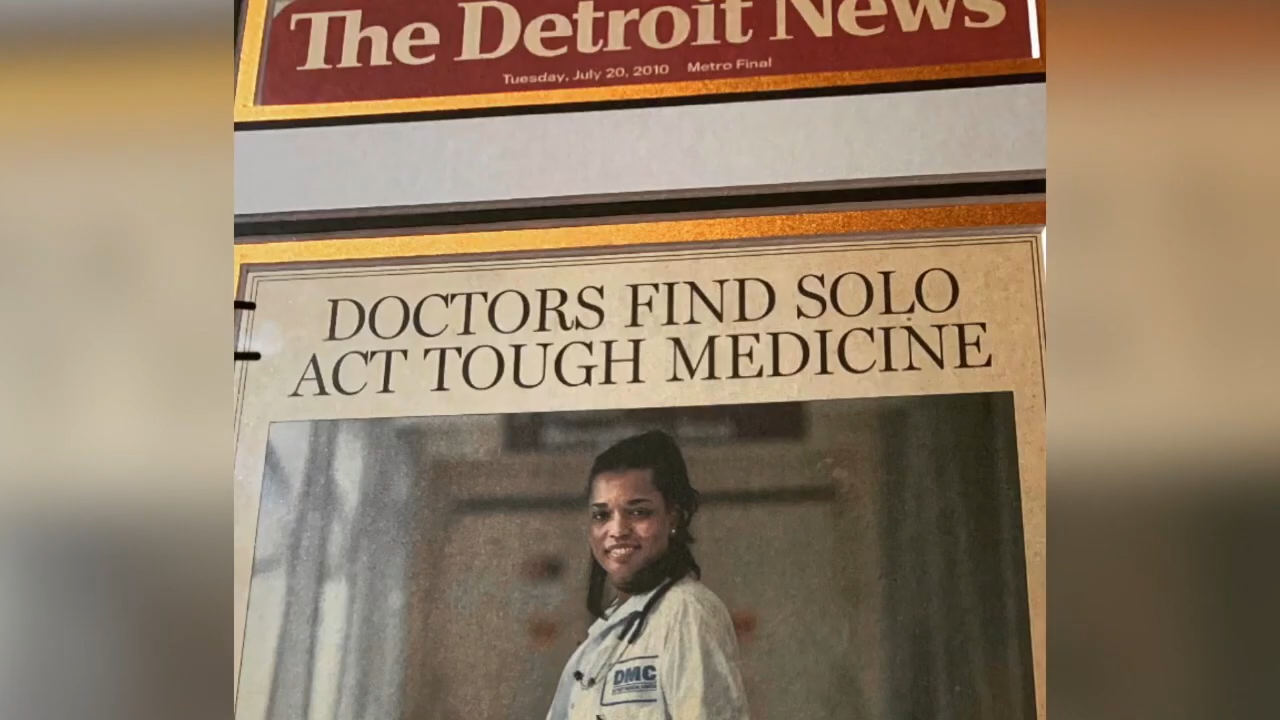 The Detroit News
Tuesday, July 20, 2010 Metro Final
DOCTORS FIND SOLO
ACT TOUGH MEDICINE
DMC